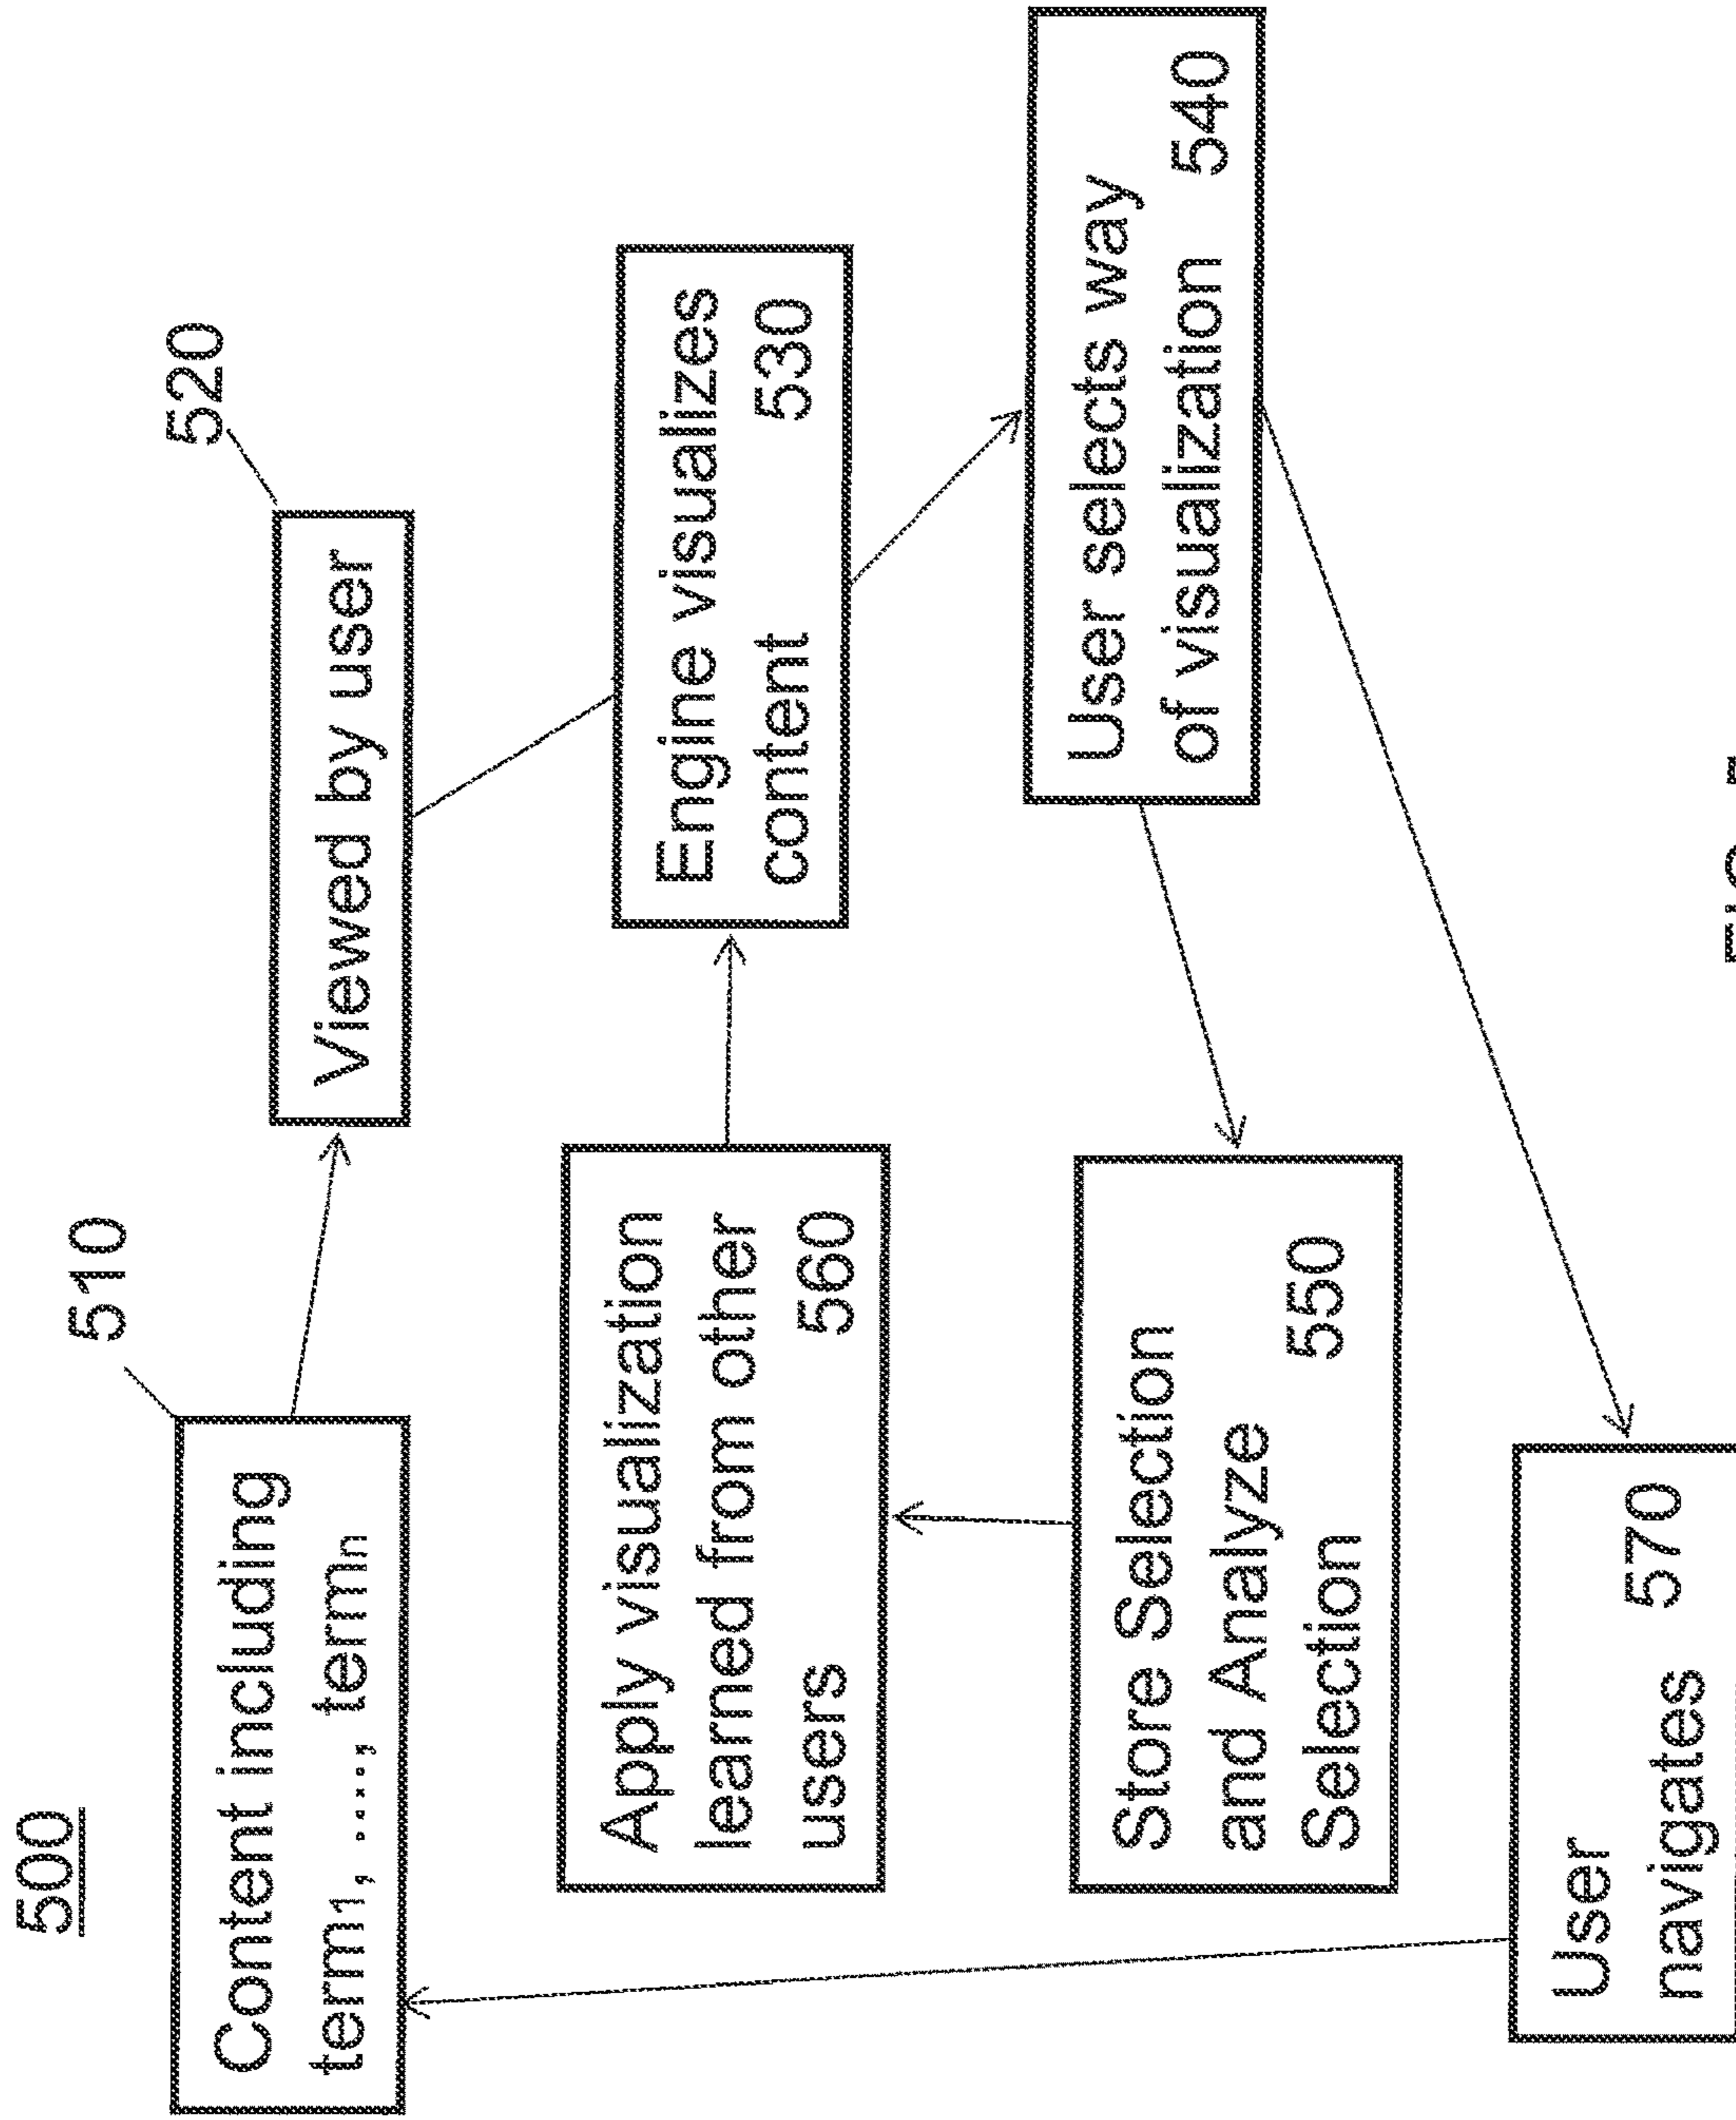 500
510
Content including
term1, ...., termn
520
Viewed by user
Apply visualization
learned from other
users 560
Engine visualizes
content 530
Store Selection
and Analyze
Selection 550
User selects way
of visualization 540
User
navigates 570